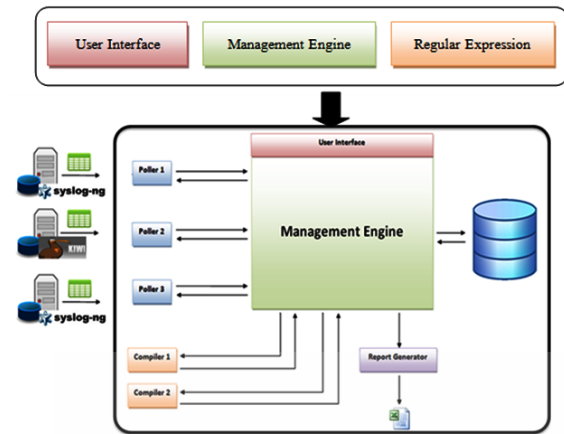 User Interface
Management Engine
Regular Expression
User Interface
Poller 1
Poller 2
Poller 3
Management Engine
syslog-ng
KIWI
syslog-ng
Compiler 1
Compiler 2
Report Generator